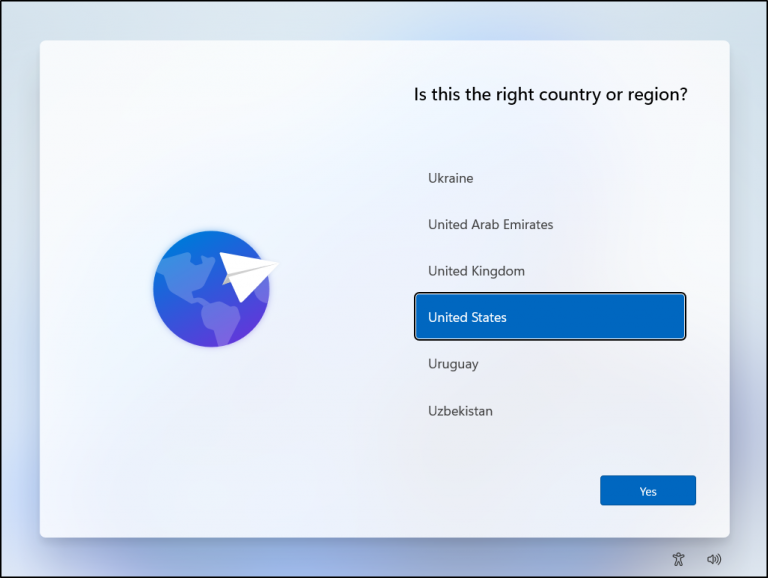 Is this the right country or region?
Ukraine
United Arab Emirates
United Kingdom
United States
Uruguay
Uzbekistan
Yes